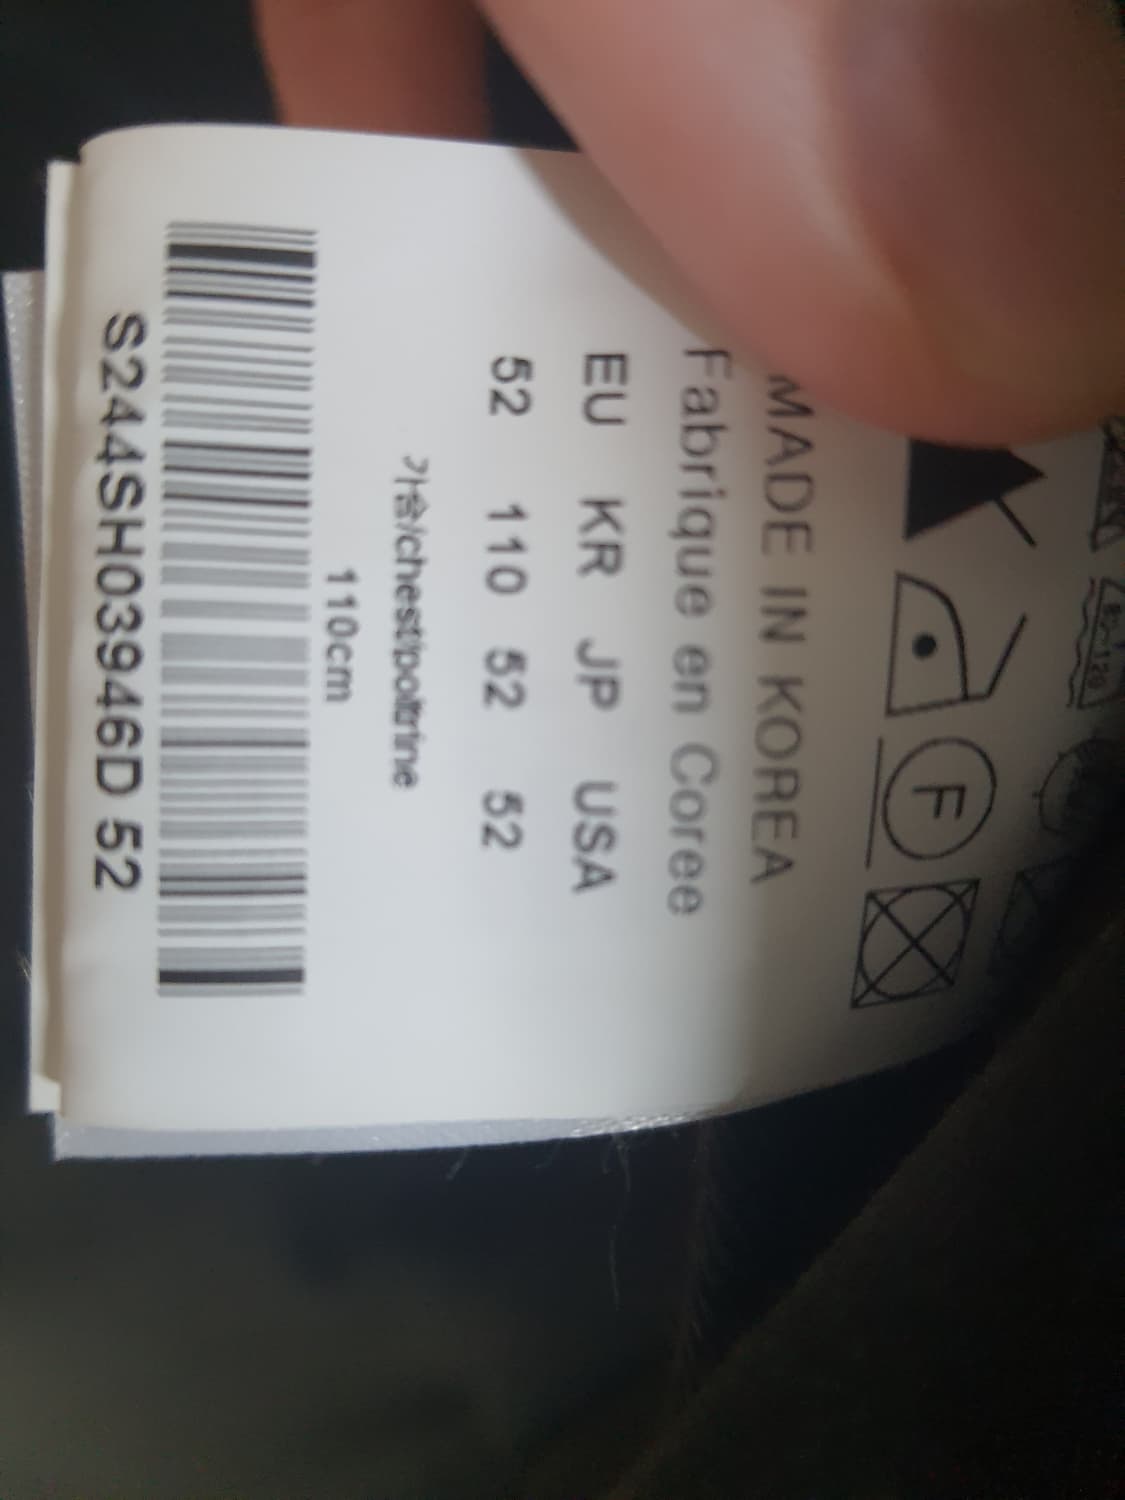 F
MADE IN KOREA
Fabrique en Coree
EU KR JP USA
52 110 52 52
가슴/chest/poitrine
110cm
S244SH03946D 52